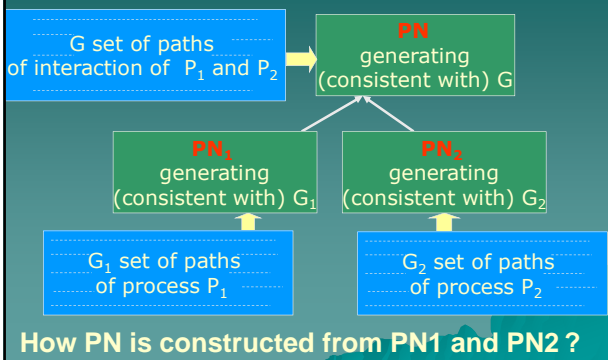 G set of paths
of interaction of P₁ and P₂
PN
generating
(consistent with) G
PN₁
generating
(consistent with) G₁
PN₂
generating
(consistent with) G₂
G₁ set of paths
of process P₁
G₂ set of paths
of process P₂
How PN is constructed from PN1 and PN2 ?